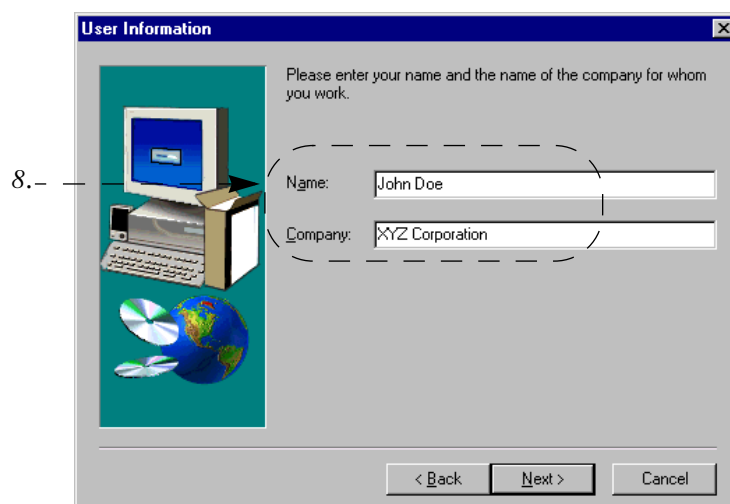 User Information
Please enter your name and the name of the company for whom
you work.
8.
Name: John Doe
Company: XYZ Corporation
< Back Next > Cancel